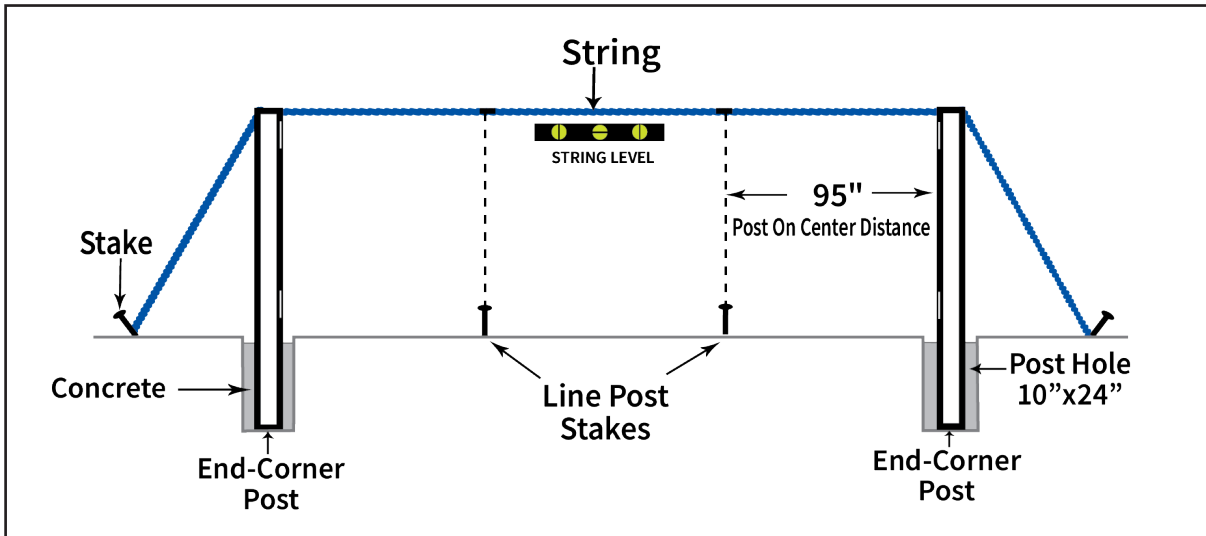 String
STRING LEVEL
95"
Post On Center Distance
Stake
Concrete
Post Hole
10”x24”
Line Post
Stakes
End-Corner
Post
End-Corner
Post